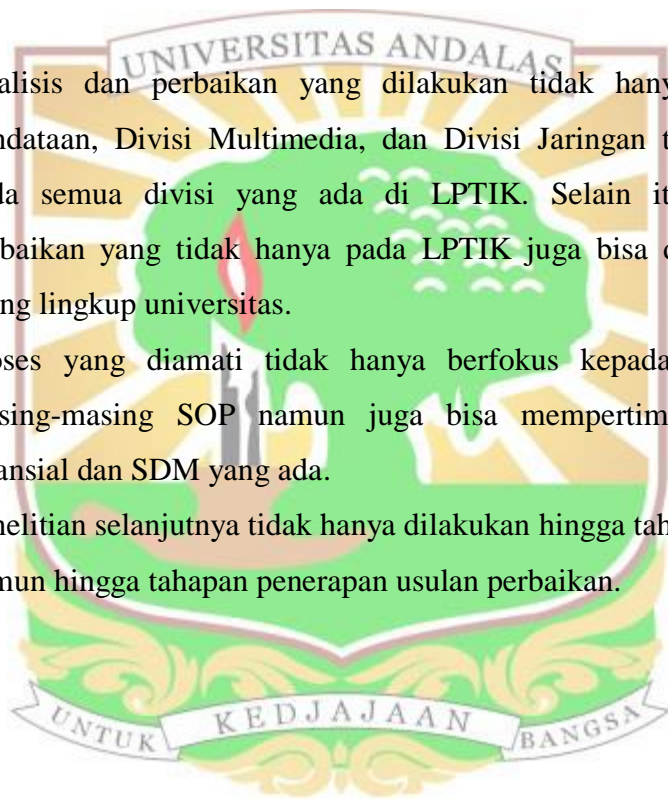 UNIVERSITAS ANDALAS
alisis dan perbaikan yang dilakukan tidak hany
ndataan, Divisi Multimedia, dan Divisi Jaringan t
da semua divisi yang ada di LPTIK. Selain it
baikan yang tidak hanya pada LPTIK juga bisa d
ng lingkup universitas.
ses yang diamati tidak hanya berfokus kepada
sing-masing SOP namun juga bisa mempertim
ansial dan SDM yang ada.
nelitian selanjutnya tidak hanya dilakukan hingga tah
mun hingga tahapan penerapan usulan perbaikan.
UNTUK KEDJAJAAN BANGSA